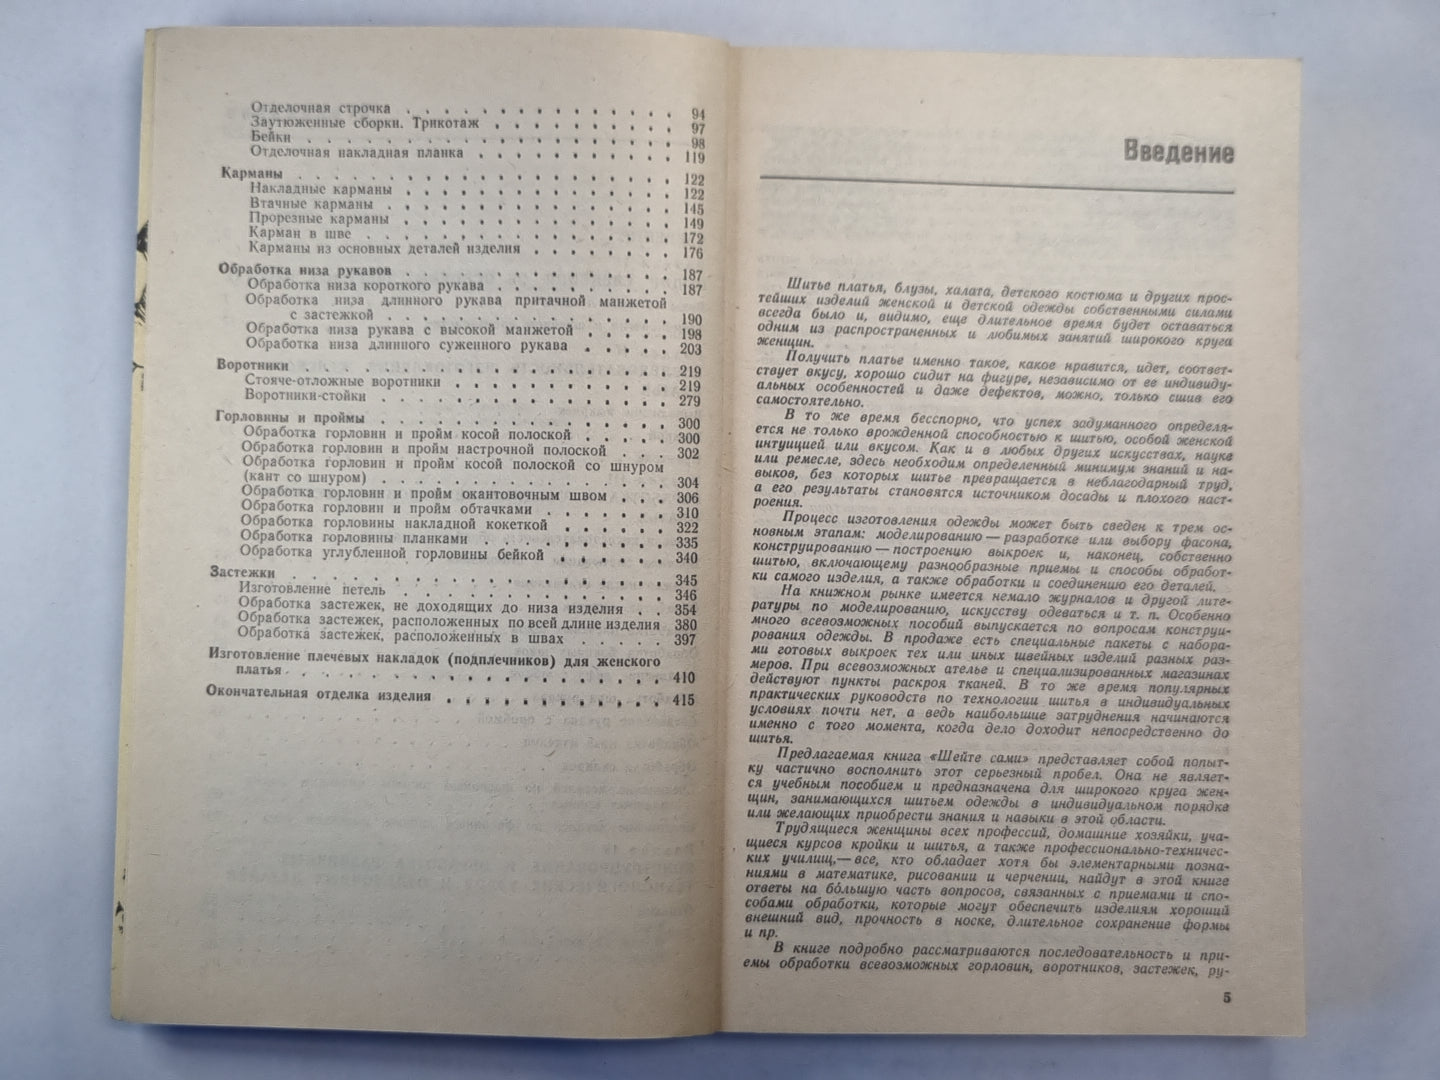 Отделочная строчка . . . . . . . . . . . . . . 94
Заутюженные сборки. Трикотаж . . . . . . . . . 97
Бейки . . . . . . . . . . . . . . . . . 98
Отделочная накладная планка . . . . . . . . . . 119
Карманы . . . . . . . . . . . . . . . . . 122
Накладные карманы . . . . . . . . . . . . . . 122
Втачные карманы . . . . . . . . . . . . . . 145
Прорезные карманы . . . . . . . . . . . . . . 149
Карман в шве . . . . . . . . . . . . . . . 172
Карманы из основных деталей изделия . . . . . . . 176
Обработка низа рукавов . . . . . . . . . . . . . 187
Обработка низа короткого рукава . . . . . . . . . 187
Обработка низа длинного рукава притачной манжетой
с застежкой . . . . . . . . . . . . . . . 190
Обработка низа рукава с высокой манжетой . . . . . 198
Обработка низа длинного суженного рукава . . . . . 203
Воротники . . . . . . . . . . . . . . . . . 219
Стояче-отложные воротники . . . . . . . . . . . 219
Воротники-стойки . . . . . . . . . . . . . . 279
Горловины и проймы . . . . . . . . . . . . . . 300
Обработка горловин и пройм косой полоской . . . . . 300
Обработка горловин и пройм настрочной полоской . . . 302
Обработка горловин и пройм косой полоской со шнуром
(кант со шнуром) . . . . . . . . . . . . . . 304
Обработка горловин и пройм окантовочным швом . . . 306
Обработка горловин и пройм обтачками . . . . . . 310
Обработка горловины накладной кокеткой . . . . . . 322
Обработка горловины планками . . . . . . . . . . 335
Обработка углубленной горловины бейкой . . . . . . 340
Застежки . . . . . . . . . . . . . . . . . 345
Изготовление петель . . . . . . . . . . . . . 346
Обработка застежек, не доходящих до низа изделия . . 354
Обработка застежек, расположенных по всей длине изделия 380
Обработка застежек, расположенных в швах . . . . . 397
Изготовление плечевых накладок (подплечников) для женского
платья . . . . . . . . . . . . . . . . . 410
Окончательная отделка изделия . . . . . . . . . . . 415
Введение
Шитье платья, блузы, халата, детского костюма и других прос-
тейших изделий женской и детской одежды собственными силами
всегда было и, видимо, еще длительное время будет оставаться
одним из распространенных и любимых занятий широкого круга
женщин.
Получить платье именно такое, какое нравится, идет, соответ-
ствует вкусу, хорошо сидит на фигуре, независимо от ее индивиду-
альных особенностей и даже дефектов, можно, только сшив его
самостоятельно.
В то же время бесспорно, что успех задуманного определя-
ется не только врожденной способностью к шитью, особой женской
интуицией или вкусом. Как и в любых других искусствах, науке
или ремесле, здесь необходим определенный минимум знаний и на-
выков, без которых шитье превращается в неблагодарный труд,
а его результаты становятся источником досады и плохого наст-
роения.
Процесс изготовления одежды может быть сведен к трем ос-
новным этапам: моделированию — разработке или выбору фасона,
конструированию — построению выкроек и, наконец, собственно
шитью, включающему разнообразные приемы и способы обработ-
ки самого изделия, а также обработки и соединению его деталей.
На книжном рынке имеется немало журналов и другой лите-
ратуры по моделированию, искусству одеваться и т. п. Особенно
много всевозможных пособий выпускается по вопросам конструи-
рования одежды. В продаже есть специальные пакеты с набора-
ми готовых выкроек тех или иных швейных изделий разных раз-
меров. При всевозможных ателье и специализированных магазинах
действуют пункты раскроя тканей. В то же время популярных
практических руководств по технологии шитья в индивидуальных
условиях почти нет, а ведь наибольшие затруднения начинаются
именно с того момента, когда дело доходит непосредственно до
шитья.
Предлагаемая книга «Шейте сами» представляет собой попыт-
ку частично восполнить этот серьезный пробел. Она не являет-
ся учебным пособием и предназначена для широкого круга жен-
щин, занимающихся шитьем одежды в индивидуальном порядке
или желающих приобрести знания и навыки в этой области.
Трудящиеся женщины всех профессий, домашние хозяйки, уча-
щиеся курсов кройки и шитья, а также профессионально-техничес-
ких училищ,— все, кто обладает хотя бы элементарными позна-
ниями в математике, рисовании и черчении, найдут в этой книге
ответы на бо́льшую часть вопросов, связанных с приемами и спо-
собами обработки, которые могут обеспечить изделиям хороший
внешний вид, прочность в носке, длительное сохранение формы
и пр.
В книге подробно рассматриваются последовательность и при-
емы обработки всевозможных горловин, воротников, застежек, ру-
5